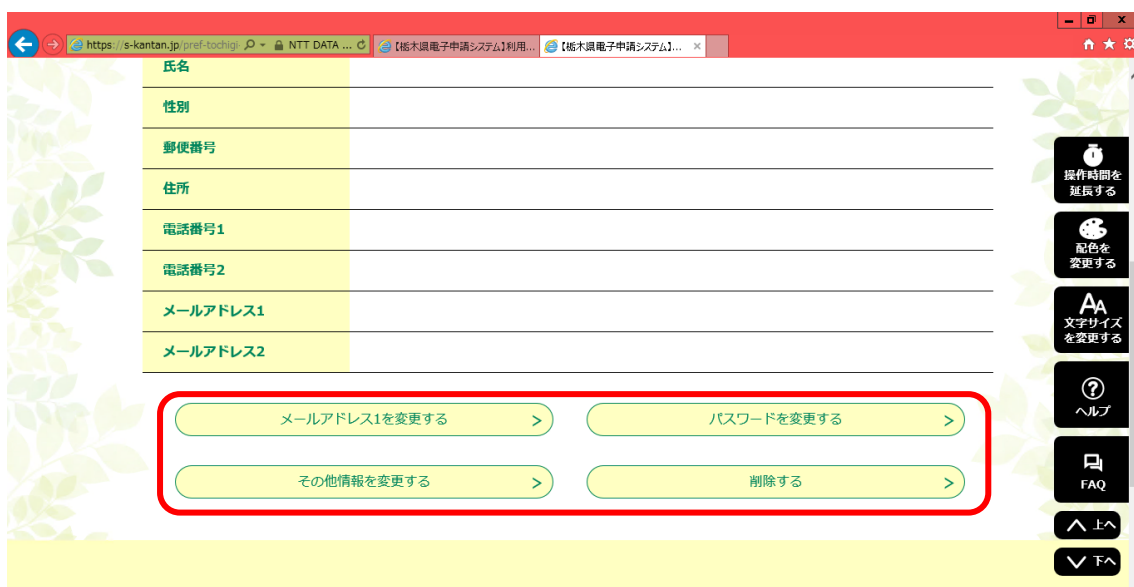 https://s-kantan.jp/pref-tochigi- NTT DATA ... 【栃木県電子申請システム】利用... 【栃木県電子申請システム】... ×
氏名
性別
郵便番号
住所
電話番号1
電話番号2
メールアドレス1
メールアドレス2
メールアドレス1を変更する >
パスワードを変更する >
その他情報を変更する >
削除する >
操作時間を
延長する
配色を
変更する
AA
文字サイズ
を変更する
?
ヘルプ
FAQ
上へ
下へ